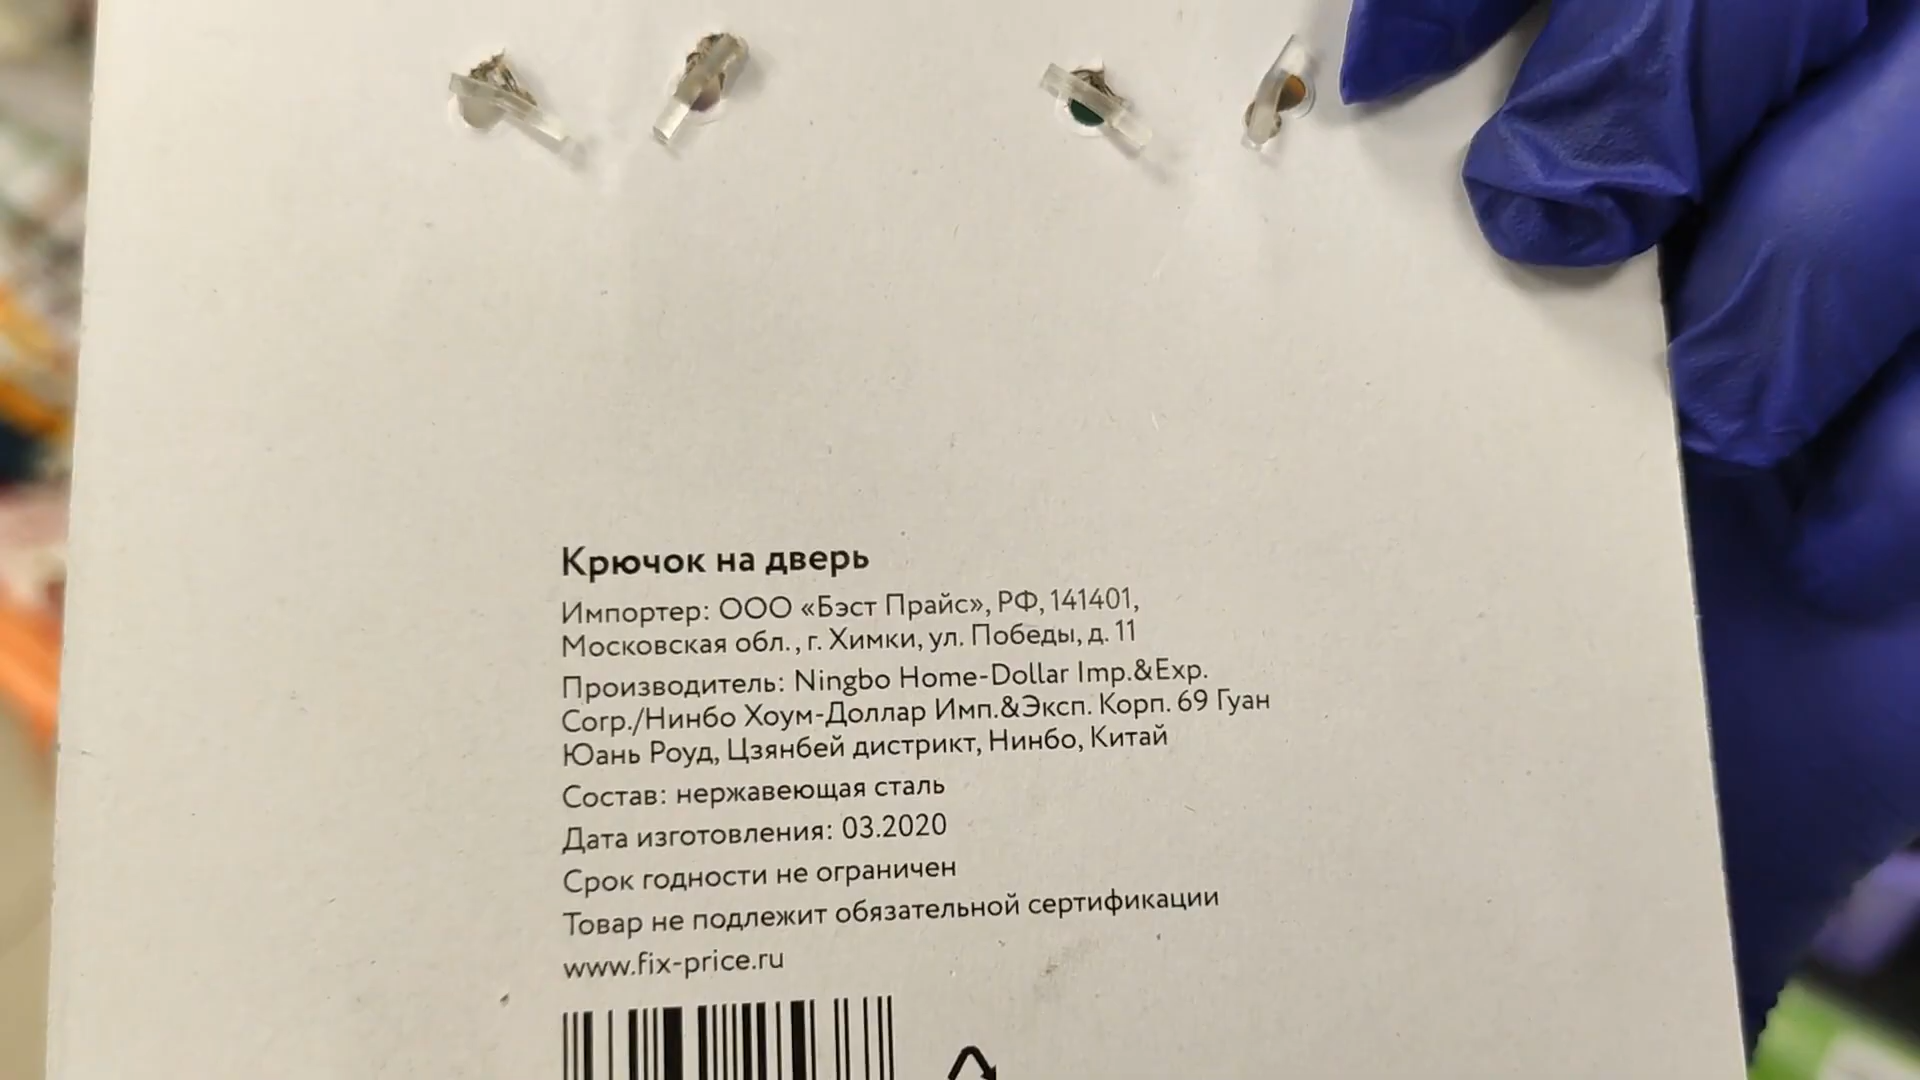 Крючок на дверь
Импортер: ООО «Бэст Прайс», РФ, 141401,
Московская обл., г. Химки, ул. Победы, д. 11
Производитель: Ningbo Home-Dollar Imp.&Exp.
Corp./Нинбо Хоум-Доллар Имп.&Эксп. Корп. 69 Гуан
Юань Роуд, Цзянбей дистрикт, Нинбо, Китай
Состав: нержавеющая сталь
Дата изготовления: 03.2020
Срок годности не ограничен
Товар не подлежит обязательной сертификации
www.fix-price.ru